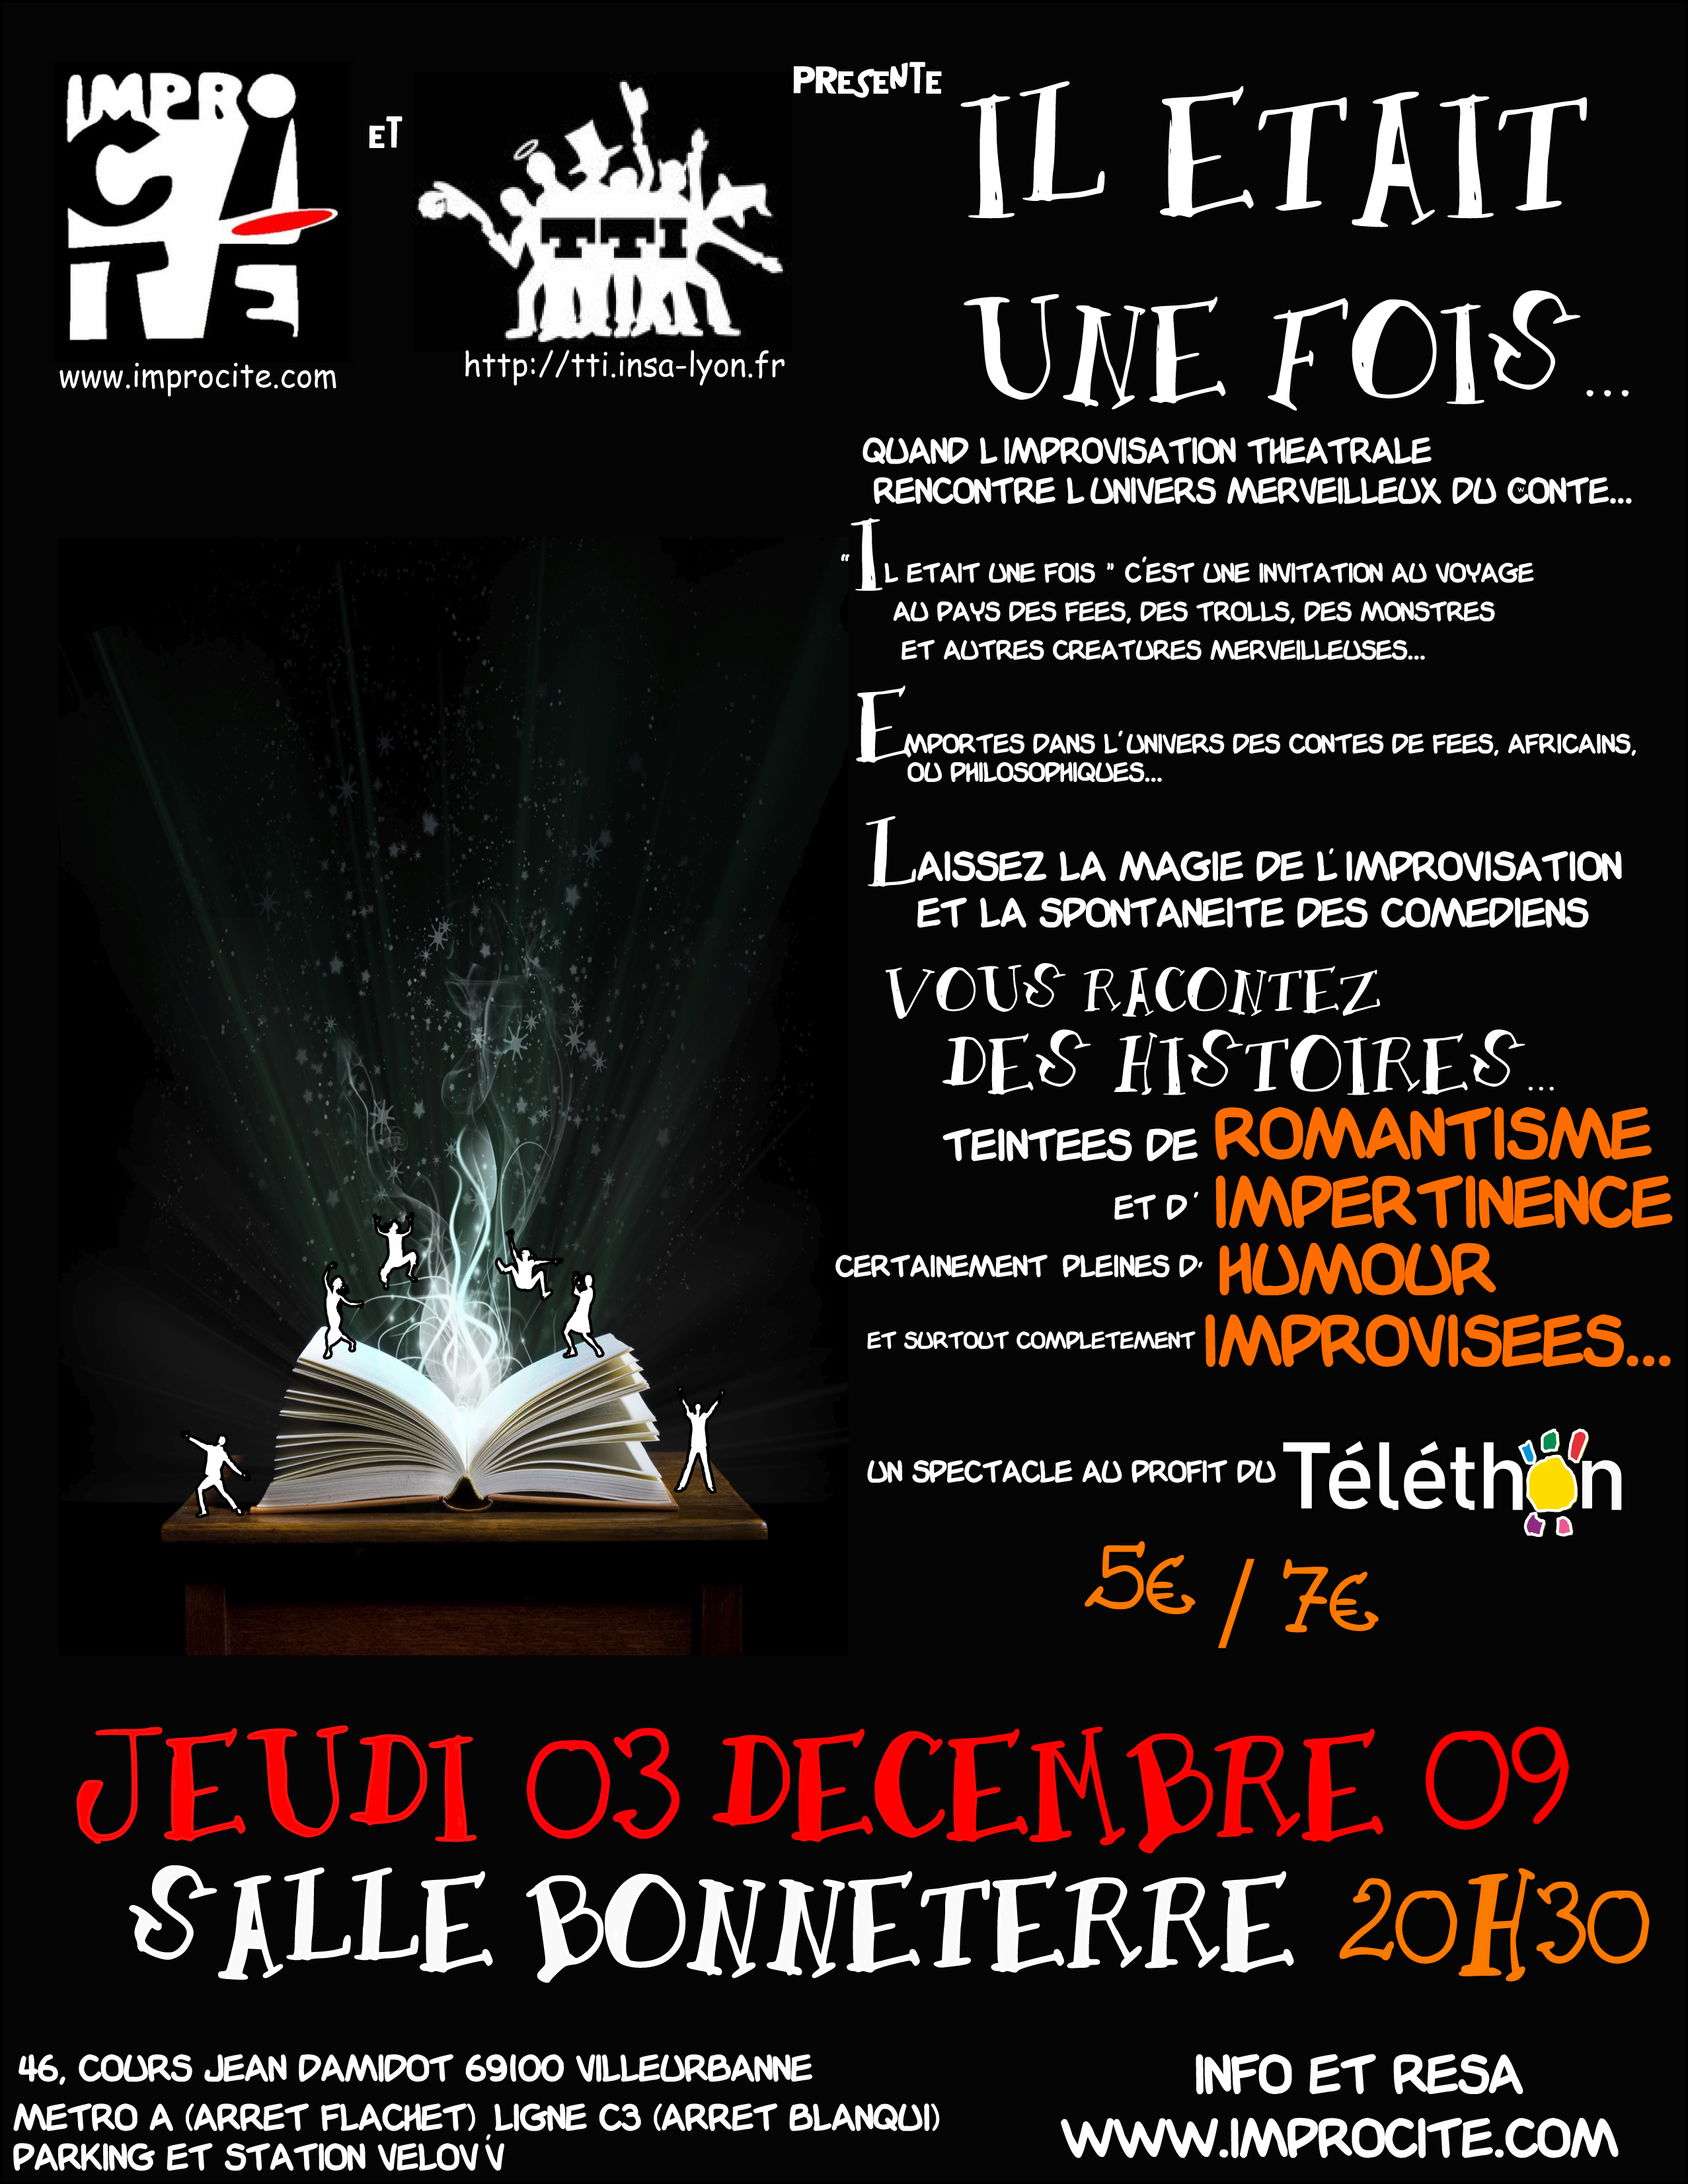 IMPRO
CI
TE
www.improcite.com
ET
TTI
http://tti.insa-lyon.fr
PRESENTE
IL ETAIT
UNE FOIS...
QUAND L IMPROVISATION THEATRALE
RENCONTRE L UNIVERS MERVEILLEUX DU CONTE...
"IL ETAIT UNE FOIS " C'EST UNE INVITATION AU VOYAGE
AU PAYS DES FEES, DES TROLLS, DES MONSTRES
ET AUTRES CREATURES MERVEILLEUSES...
EMPORTES DANS L'UNIVERS DES CONTES DE FEES, AFRICAINS,
OU PHILOSOPHIQUES...
LAISSEZ LA MAGIE DE L'IMPROVISATION
ET LA SPONTANEITE DES COMEDIENS
VOUS RACONTEZ
DES HISTOIRES...
TEINTEES DE ROMANTISME
ET D' IMPERTINENCE
CERTAINEMENT PLEINES D' HUMOUR
ET SURTOUT COMPLETEMENT IMPROVISEES...
UN SPECTACLE AU PROFIT DU Téléthon
5€ / 7€
JEUDI 03 DECEMBRE 09
SALLE BONNETERRE 20H30
46, COURS JEAN DAMIDOT 69100 VILLEURBANNE
METRO A (ARRET FLACHET), LIGNE C3 (ARRET BLANQUI)
PARKING ET STATION VELOV'V
INFO ET RESA
WWW.IMPROCITE.COM